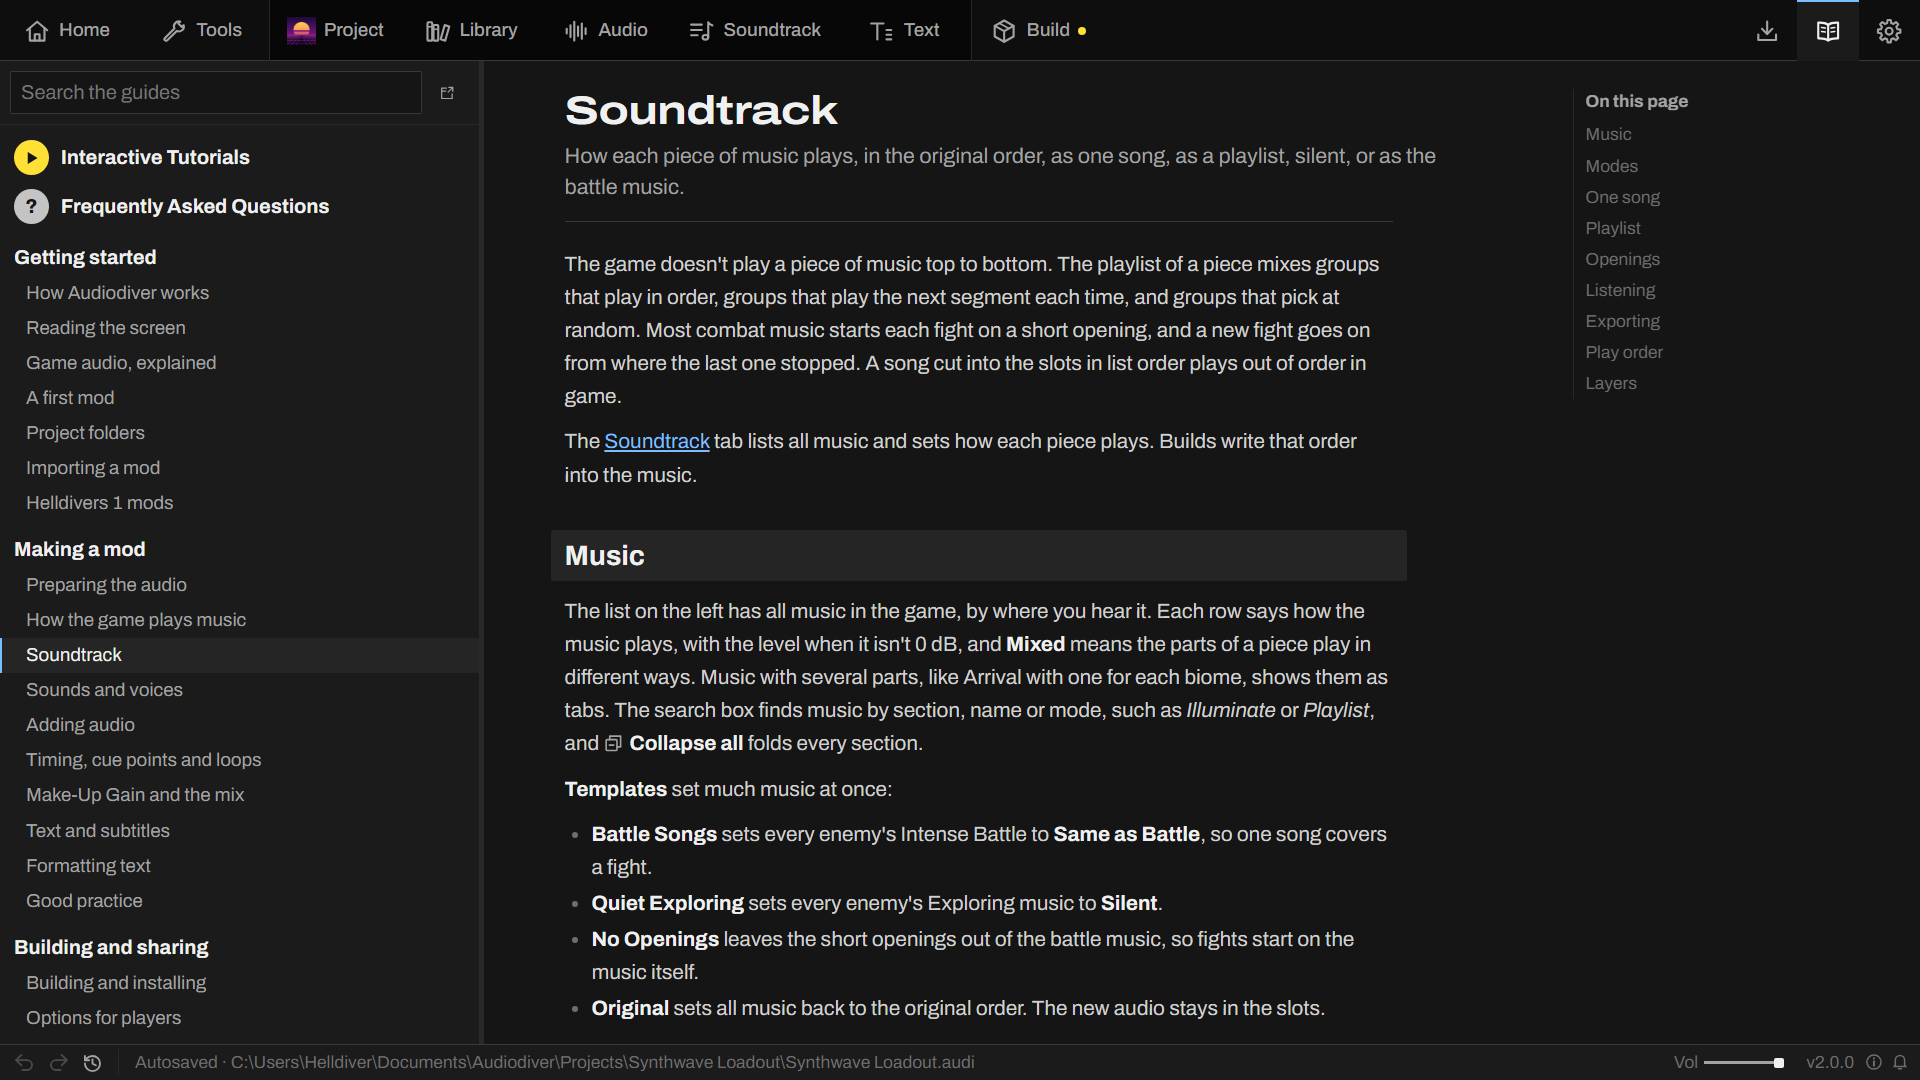 Home Tools Project Library Audio Soundtrack Text Build
Search the guides
Interactive Tutorials
? Frequently Asked Questions
Getting started
How Audiodiver works
Reading the screen
Game audio, explained
A first mod
Project folders
Importing a mod
Helldivers 1 mods
Making a mod
Preparing the audio
How the game plays music
Soundtrack
Sounds and voices
Adding audio
Timing, cue points and loops
Make-Up Gain and the mix
Text and subtitles
Formatting text
Good practice
Building and sharing
Building and installing
Options for players
Soundtrack
How each piece of music plays, in the original order, as one song, as a playlist, silent, or as the
battle music.
The game doesn't play a piece of music top to bottom. The playlist of a piece mixes groups
that play in order, groups that play the next segment each time, and groups that pick at
random. Most combat music starts each fight on a short opening, and a new fight goes on
from where the last one stopped. A song cut into the slots in list order plays out of order in
game.
The Soundtrack tab lists all music and sets how each piece plays. Builds write that order
into the music.
Music
The list on the left has all music in the game, by where you hear it. Each row says how the
music plays, with the level when it isn't 0 dB, and Mixed means the parts of a piece play in
different ways. Music with several parts, like Arrival with one for each biome, shows them as
tabs. The search box finds music by section, name or mode, such as Illuminate or Playlist,
and Collapse all folds every section.
Templates set much music at once:
• Battle Songs sets every enemy's Intense Battle to Same as Battle, so one song covers
a fight.
• Quiet Exploring sets every enemy's Exploring music to Silent.
• No Openings leaves the short openings out of the battle music, so fights start on the
music itself.
• Original sets all music back to the original order. The new audio stays in the slots.
On this page
Music
Modes
One song
Playlist
Openings
Listening
Exporting
Play order
Layers
Autosaved · C:\Users\Helldiver\Documents\Audiodiver\Projects\Synthwave Loadout\Synthwave Loadout.audi
Vol v2.0.0